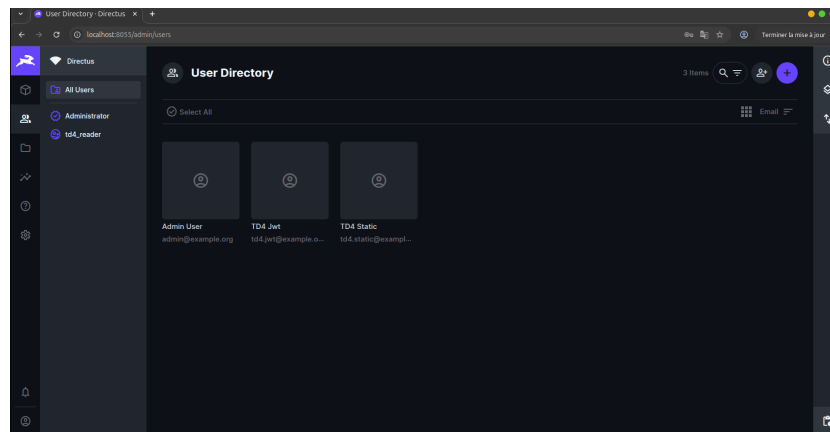 User Directory · Directus
localhost:8055/admin/users
Terminer la mise à jour
Directus
All Users
Administrator
td4_reader
User Directory
3 Items
Select All
Email
Admin User
admin@example.org
TD4 Jwt
td4.jwt@example.o...
TD4 Static
td4.static@exampl...